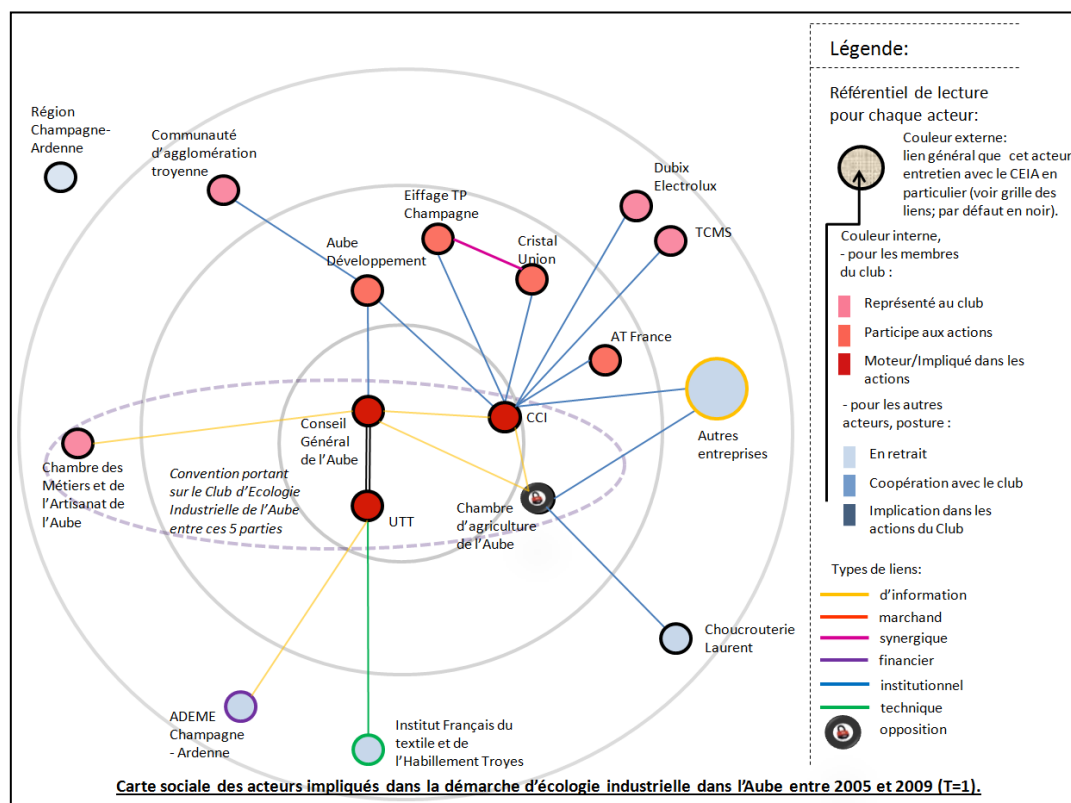 Région
Champagne-
Ardenne
Communauté
d'agglomération
troyenne
Eiffage TP
Champagne
Aube
Développement
Cristal
Union
Dubix
Electrolux
TCMS
AT France
CCI
Autres
entreprises
Conseil
Général
de l'Aube
Chambre des
Métiers et de
l'Artisanat de
l'Aube
Convention portant
sur le Club d'Ecologie
Industrielle de l'Aube
entre ces 5 parties
UTT
Chambre
d'agriculture
de l'Aube
Choucrouterie
Laurent
ADEME
Champagne
- Ardenne
Institut Français du
textile et de
l'Habillement Troyes
Carte sociale des acteurs impliqués dans la démarche d'écologie industrielle dans l'Aube entre 2005 et 2009 (T=1).
Légende:
Référentiel de lecture
pour chaque acteur:
Couleur externe:
lien général que cet acteur
entretien avec le CEIA en
particulier (voir grille des
liens; par défaut en noir).
Couleur interne,
- pour les membres
du club :
Représenté au club
Participe aux actions
Moteur/Impliqué dans les
actions
- pour les autres
acteurs, posture :
En retrait
Coopération avec le club
Implication dans les
actions du Club
Types de liens:
d'information
marchand
synergique
financier
institutionnel
technique
opposition